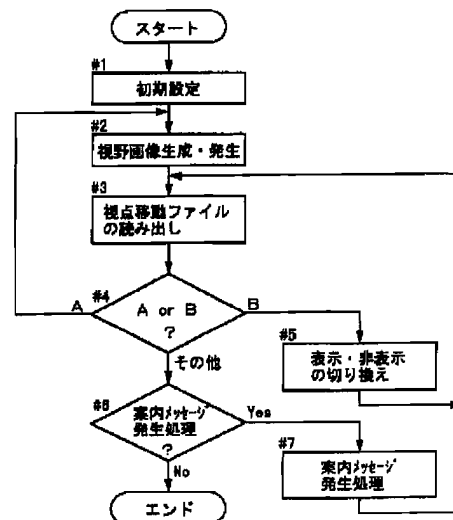 スタート
#1
初期設定
#2
視野画像生成・発生
#3
視点移動ファイル
の読み出し
#4
A
A or B
?
B
その他
#5
表示・非表示
の切り換え
#6
案内メッセージ
発生処理
?
Yes
No
#7
案内メッセージ
発生処理
エンド